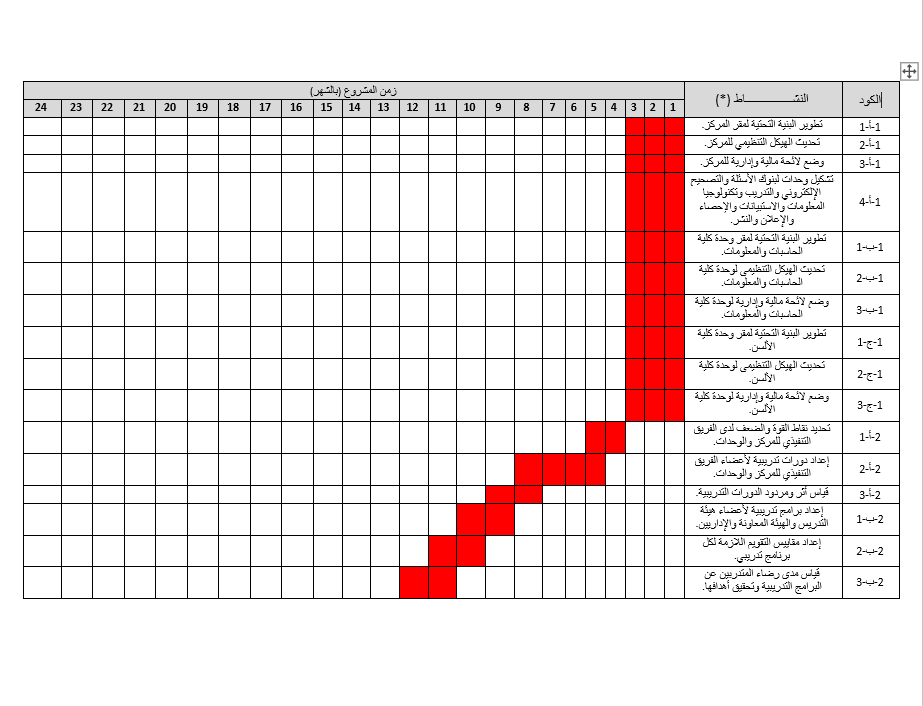 الكود
النشـــــــــــاط (*)
زمن المشروع (بالشهر)
1 2 3 4 5 6 7 8 9 10 11 12 13 14 15 16 17 18 19 20 21 22 23 24
1-أ-1
تطوير البنية التحتية لمقر المركز.
1-أ-2
تحديث الهيكل التنظيمي للمركز.
1-أ-3
وضع لائحة مالية وإدارية للمركز.
1-أ-4
تشكيل وحدات لبنوك الأسئلة والتصحيح
الإلكتروني والتدريب وتكنولوجيا
المعلومات والاستبيانات والإحصاء
والإعلان والنشر.
1-ب-1
تطوير البنية التحتية لمقر وحدة كلية
الحاسبات والمعلومات.
1-ب-2
تحديث الهيكل التنظيمي لوحدة كلية
الحاسبات والمعلومات.
1-ب-3
وضع لائحة مالية وإدارية لوحدة كلية
الحاسبات والمعلومات.
1-ج-1
تطوير البنية التحتية لمقر وحدة كلية
الألسن.
1-ج-2
تحديث الهيكل التنظيمي لوحدة كلية
الألسن.
1-ج-3
وضع لائحة مالية وإدارية لوحدة كلية
الألسن.
2-أ-1
تحديد نقاط القوة والضعف لدى الفريق
التنفيذي للمركز والوحدات.
2-أ-2
إعداد دورات تدريبية لأعضاء الفريق
التنفيذي للمركز والوحدات.
2-أ-3
قياس أثر ومردود الدورات التدريبية.
2-ب-1
إعداد برامج تدريبية لأعضاء هيئة
التدريس والهيئة المعاونة والإداريين.
2-ب-2
إعداد مقاييس التقويم اللازمة لكل
برنامج تدريبي.
2-ب-3
قياس مدى رضاء المتدربين عن
البرامج التدريبية وتحقيق أهدافها.